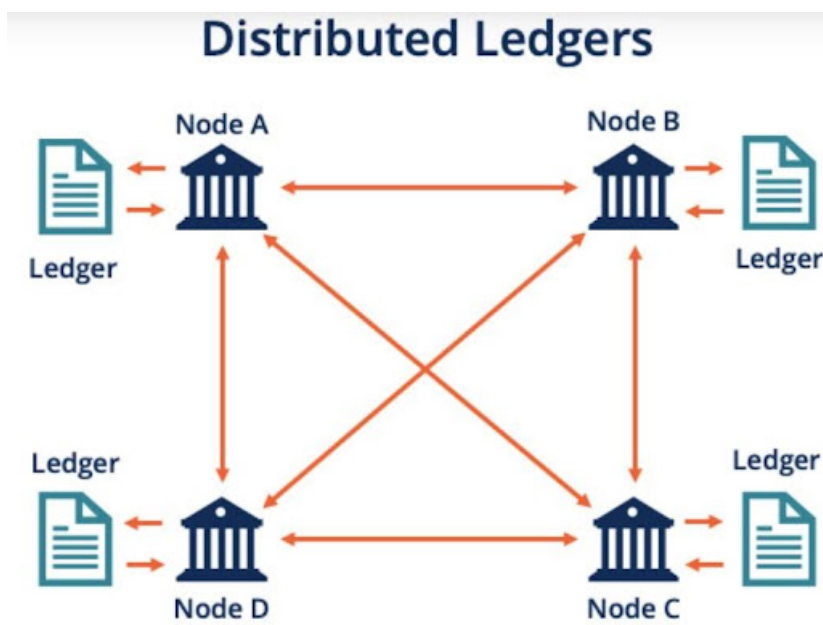 Distributed Ledgers
Node A
Node B
Ledger
Ledger
Ledger
Ledger
Node D
Node C